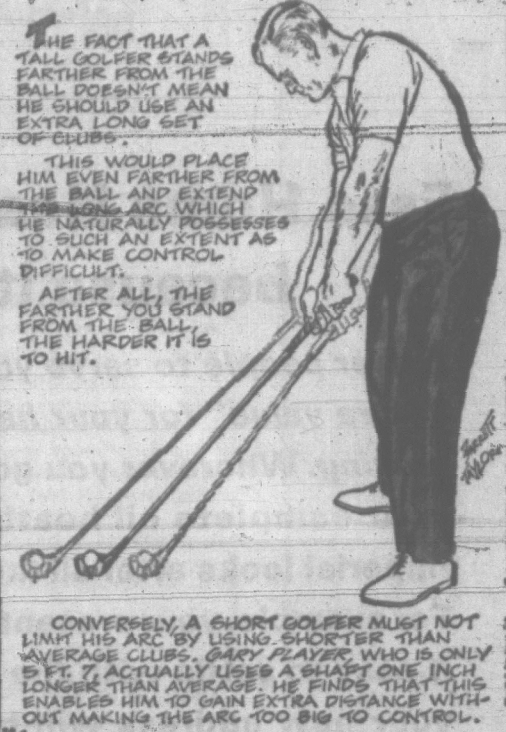 THE FACT THAT A
TALL GOLFER STANDS
FARTHER FROM THE
BALL DOESN'T MEAN
HE SHOULD USE AN
EXTRA LONG SET
OF CLUBS.
THIS WOULD PLACE
HIM EVEN FARTHER FROM
THE BALL AND EXTEND
THE LONG ARC WHICH
HE NATURALLY POSSESSES
TO SUCH AN EXTENT AS
TO MAKE CONTROL
DIFFICULT.
AFTER ALL, THE
FARTHER YOU STAND
FROM THE BALL,
THE HARDER IT IS
TO HIT.
CONVERSELY, A SHORT GOLFER MUST NOT
LIMIT HIS ARC BY USING SHORTER THAN
AVERAGE CLUBS. GARY PLAYER, WHO IS ONLY
5 FT. 7, ACTUALLY USES A SHAFT ONE INCH
LONGER THAN AVERAGE. HE FINDS THAT THIS
ENABLES HIM TO GAIN EXTRA DISTANCE WITH-
OUT MAKING THE ARC TOO BIG TO CONTROL.